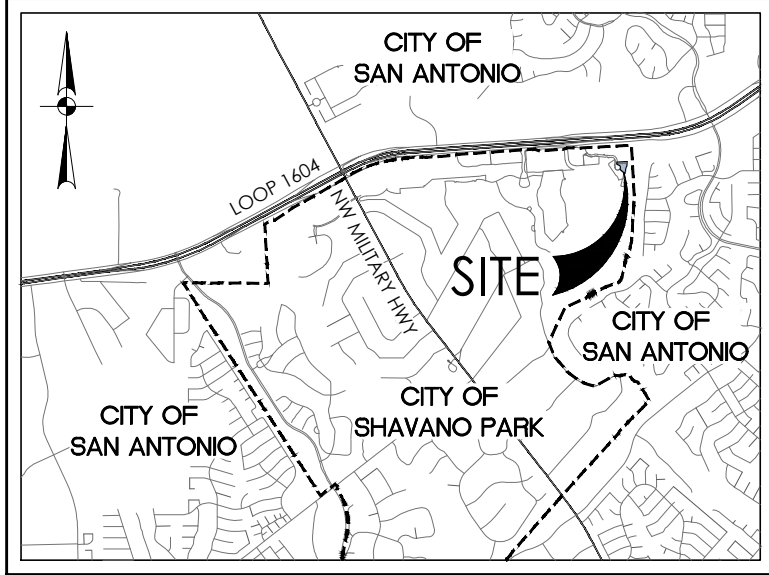 CITY OF
SAN ANTONIO
LOOP 1604
NW MILITARY HWY
SITE
CITY OF
SAN ANTONIO
CITY OF
SHAVANO PARK
CITY OF
SAN ANTONIO